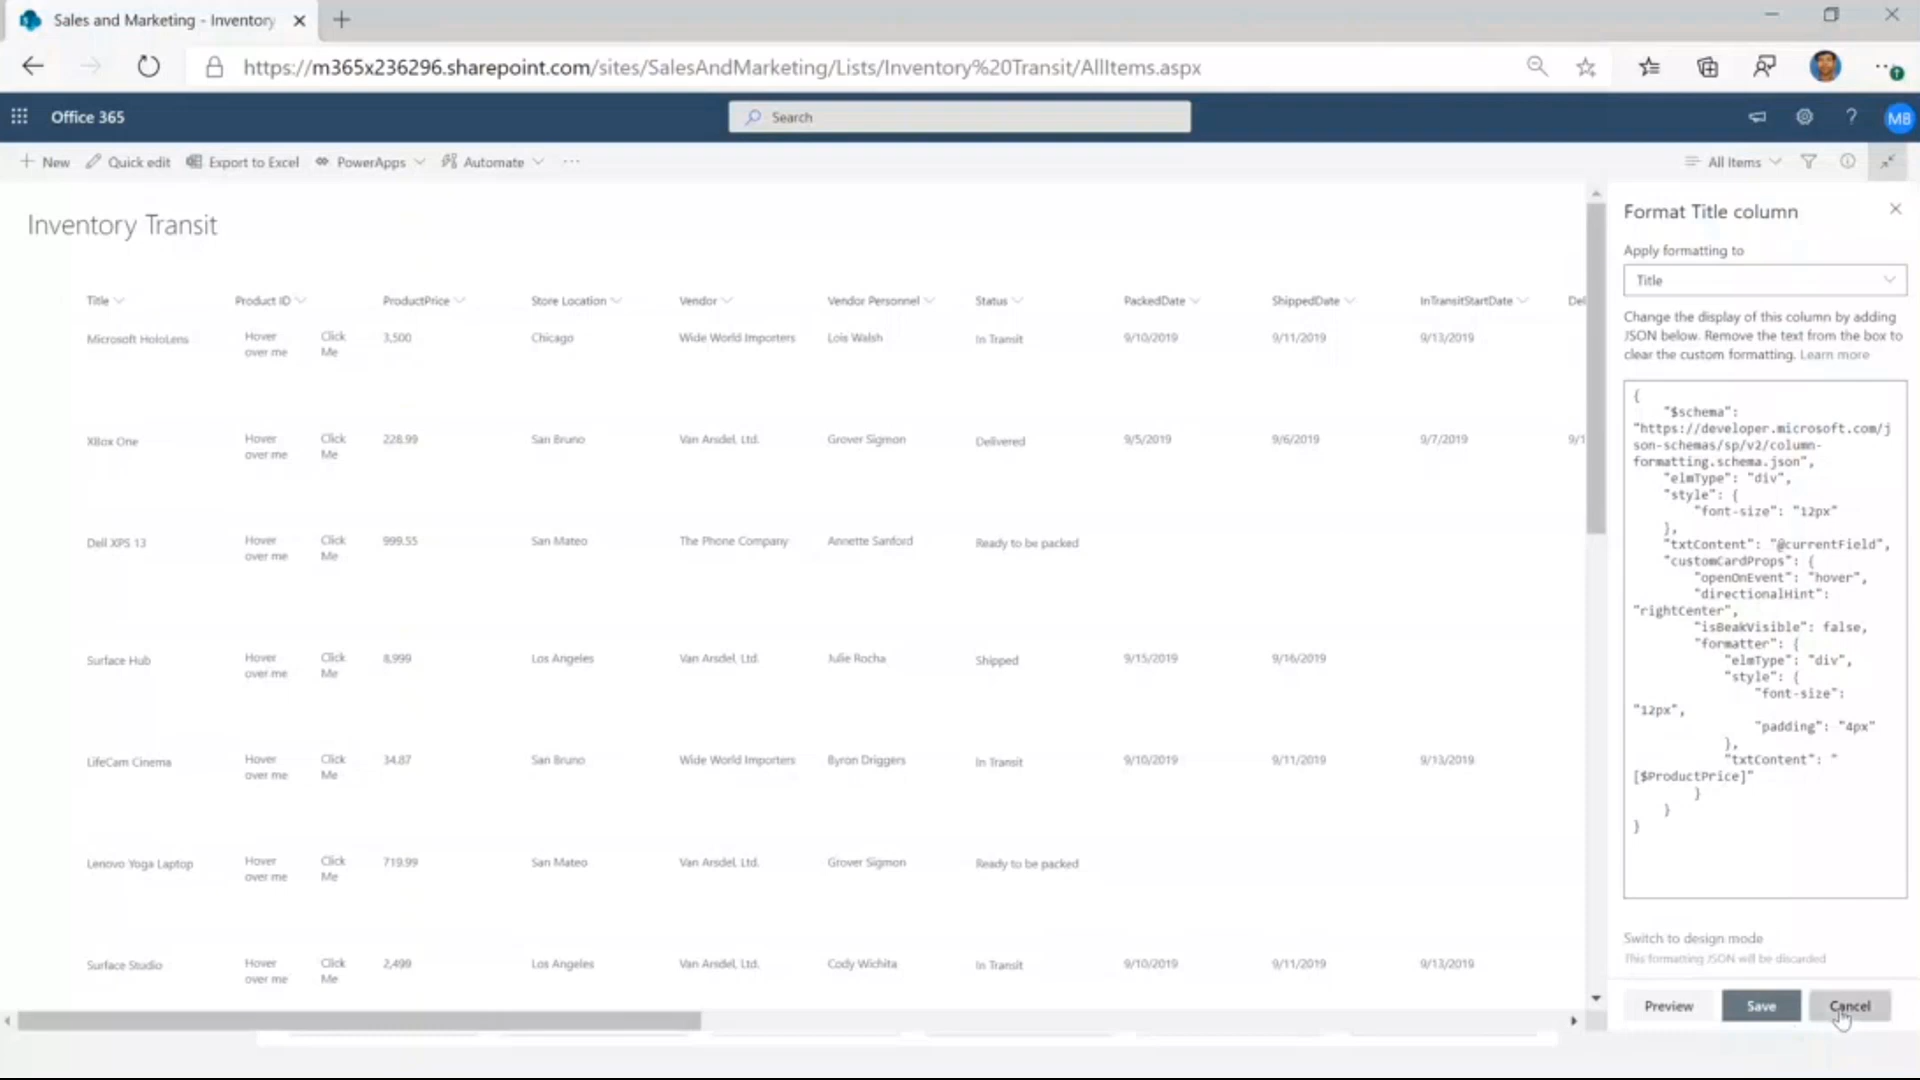 Sales and Marketing - Inventory
https://m365x236296.sharepoint.com/sites/SalesAndMarketing/Lists/Inventory%20Transit/AllItems.aspx
Office 365
Search
MB
New
Quick edit
Export to Excel
PowerApps
Automate
All Items
Inventory Transit
Title Product ID ProductPrice Store Location Vendor Vendor Personnel Status PackedDate ShippedDate InTransitStartDate Del
Microsoft HoloLens Hover over me Click Me 3,500 Chicago Wide World Importers Lois Walsh In Transit 9/10/2019 9/11/2019 9/13/2019
XBox One Hover over me Click Me 228.99 San Bruno Van Arsdel, Ltd. Grover Sigmon Delivered 9/5/2019 9/6/2019 9/7/2019 9/1
Dell XPS 13 Hover over me Click Me 999.55 San Mateo The Phone Company Annette Sanford Ready to be packed
Surface Hub Hover over me Click Me 8,999 Los Angeles Van Arsdel, Ltd. Julie Rocha Shipped 9/15/2019 9/16/2019
LifeCam Cinema Hover over me Click Me 34.87 San Bruno Wide World Importers Byron Driggers In Transit 9/10/2019 9/11/2019 9/13/2019
Lenovo Yoga Laptop Hover over me Click Me 719.99 San Mateo Van Arsdel, Ltd. Grover Sigmon Ready to be packed
Surface Studio Hover over me Click Me 2,499 Los Angeles Van Arsdel, Ltd. Cody Wichita In Transit 9/10/2019 9/11/2019 9/13/2019
Format Title column
Apply formatting to
Title
Change the display of this column by adding
JSON below. Remove the text from the box to
clear the custom formatting. Learn more
{
"$schema":
"https://developer.microsoft.com/j
son-schemas/sp/v2/column-
formatting.schema.json",
"elmType": "div",
"style": {
"font-size": "12px"
},
"txtContent": "@currentField",
"customCardProps": {
"openOnEvent": "hover",
"directionalHint":
"rightCenter",
"isBeakVisible": false,
"formatter": {
"elmType": "div",
"style": {
"font-size":
"12px",
"padding": "4px"
},
"txtContent": "
[$ProductPrice]"
}
}
}
Switch to design mode
This formatting JSON will be discarded
Preview
Save
Cancel